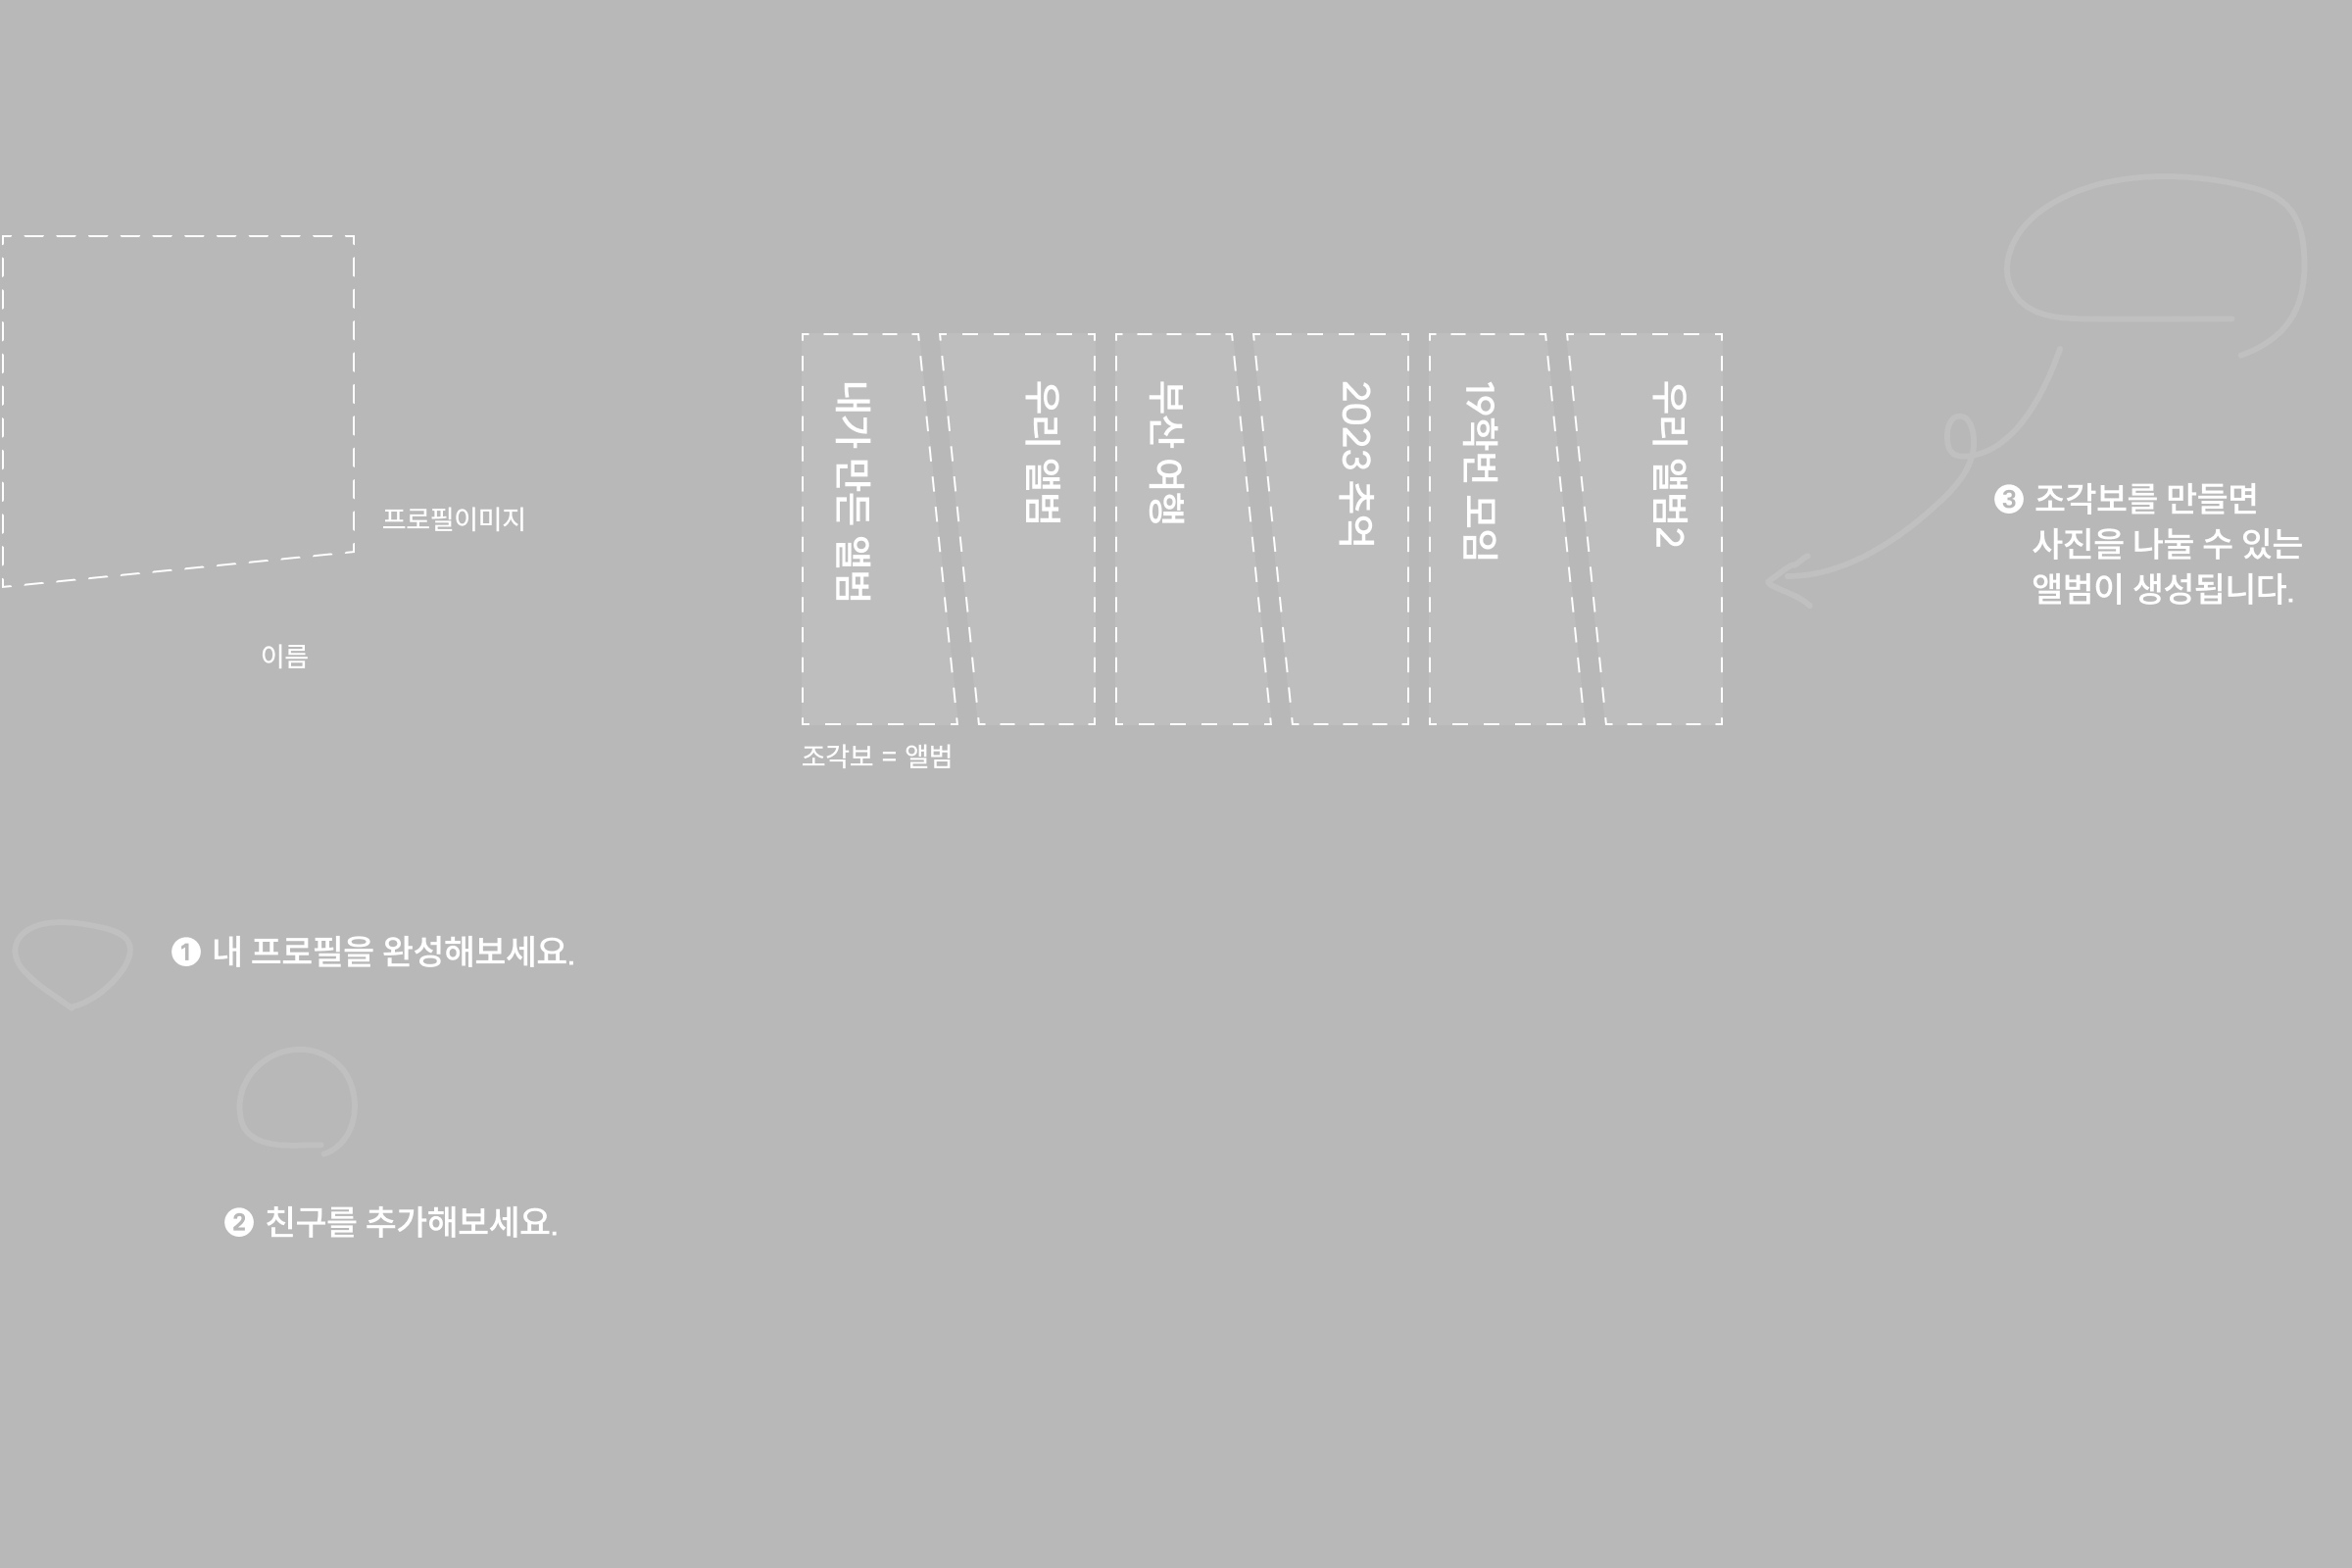 프로필이미지
이름
내가 만든 앨범
우리 앨범
부산 여행
2023 추억
19학번 모임
우리 앨범 2
조각보 = 앨범
❸ 조각보를 만들면
사진을 나눌 수 있는
앨범이 생성됩니다.
❶ 내 프로필을 완성해보세요.
❷ 친구를 추가해보세요.